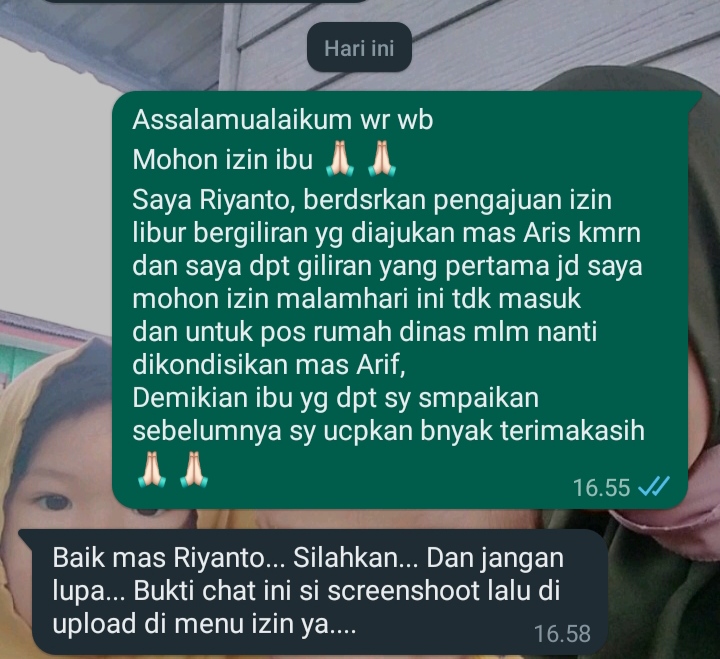 Hari ini
Assalamualaikum wr wb
Mohon izin ibu 🙏🏻 🙏🏻
Saya Riyanto, berdsrkan pengajuan izin
libur bergiliran yg diajukan mas Aris kmrn
dan saya dpt giliran yang pertama jd saya
mohon izin malamhari ini tdk masuk
dan untuk pos rumah dinas mlm nanti
dikondisikan mas Arif,
Demikian ibu yg dpt sy smpaikan
sebelumnya sy ucpkan bnyak terimakasih
🙏🏻 🙏🏻
16.55
Baik mas Riyanto... Silahkan... Dan jangan
lupa... Bukti chat ini si screenshoot lalu di
upload di menu izin ya....
16.58